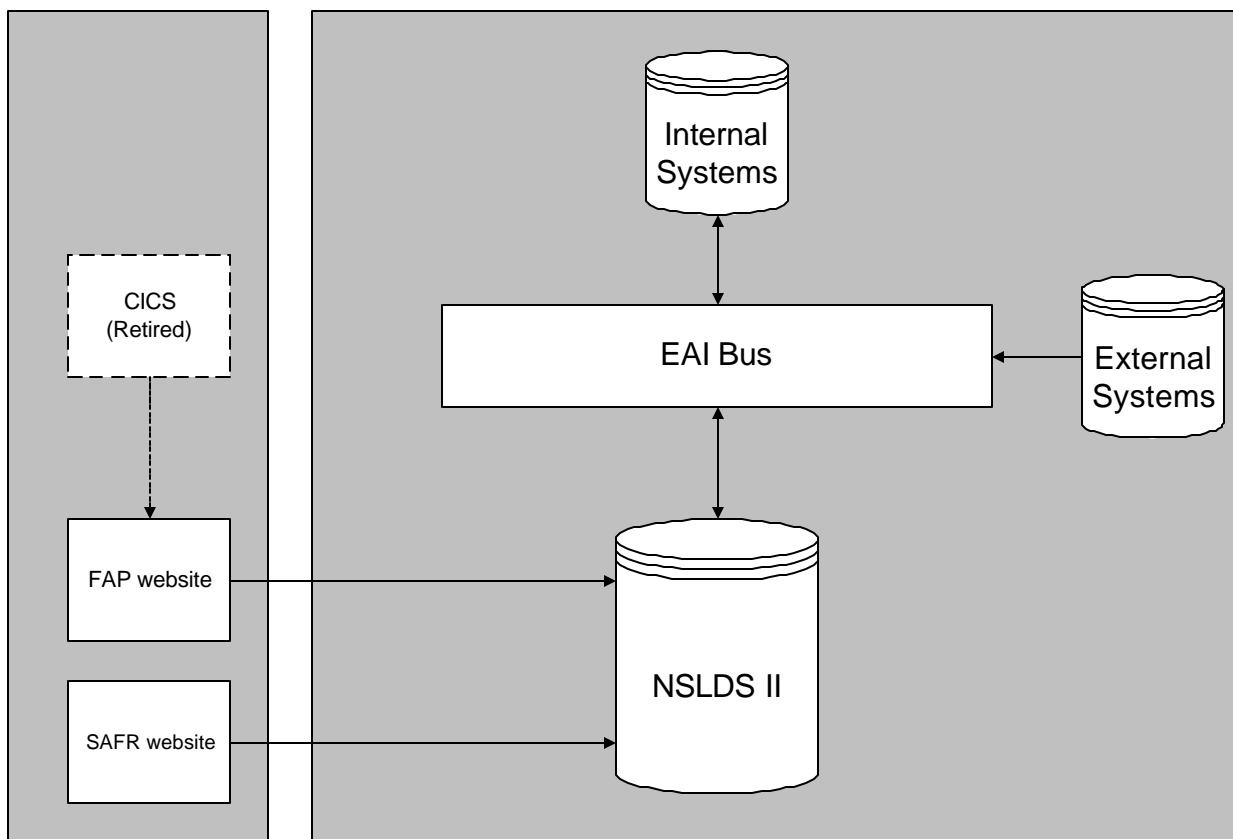 Internal
Systems
CICS
(Retired)
EAI Bus
External
Systems
FAP website
NSLDS II
SAFR website